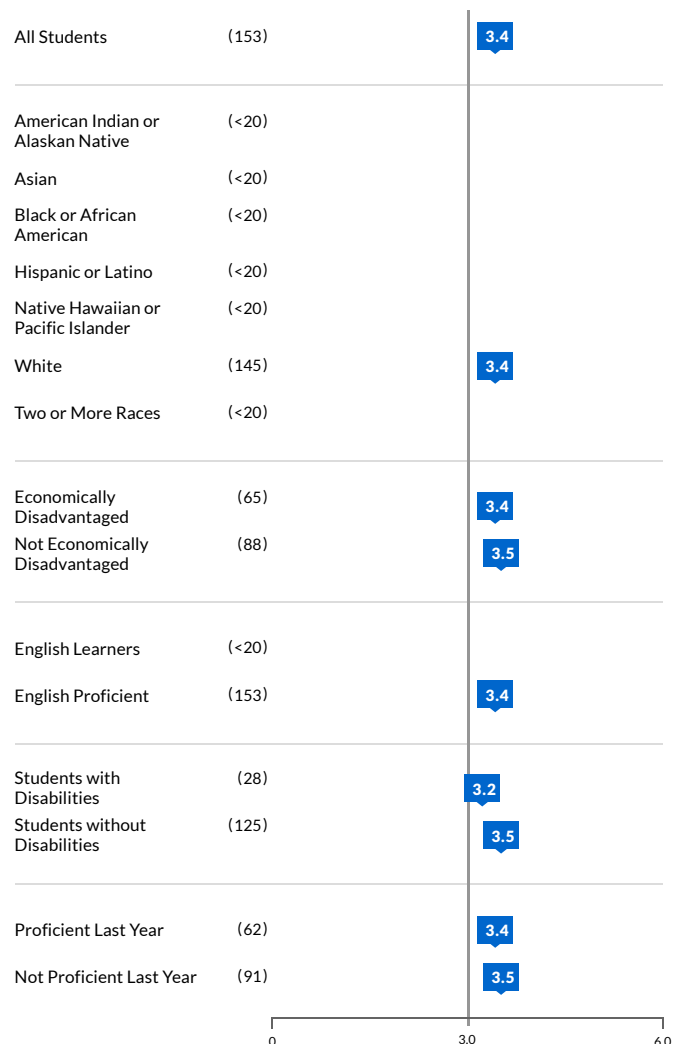 All Students (153) 3.4
American Indian or (<20)
Alaskan Native
Asian (<20)
Black or African (<20)
American
Hispanic or Latino (<20)
Native Hawaiian or (<20)
Pacific Islander
White (145) 3.4
Two or More Races (<20)
Economically (65) 3.4
Disadvantaged
Not Economically (88) 3.5
Disadvantaged
English Learners (<20)
English Proficient (153) 3.4
Students with (28) 3.2
Disabilities
Students without (125) 3.5
Disabilities
Proficient Last Year (62) 3.4
Not Proficient Last Year (91) 3.5
0 3.0 6.0